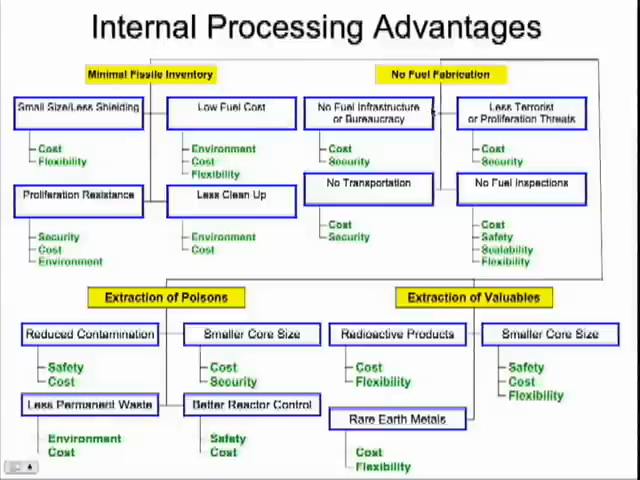 Internal Processing Advantages
Minimal Fissile Inventory
Small Size/Less Shielding
Cost
Flexibility
Low Fuel Cost
Environment
Cost
Flexibility
Proliferation Resistance
Security
Cost
Environment
Less Clean Up
Environment
Cost
No Fuel Fabrication
No Fuel Infrastructure
or Bureaucracy
Cost
Security
Less Terrorist
or Proliferation Threats
Cost
Security
No Transportation
Cost
Security
No Fuel Inspections
Cost
Safety
Scalability
Flexibility
Extraction of Poisons
Reduced Contamination
Safety
Cost
Smaller Core Size
Cost
Security
Less Permanent Waste
Environment
Cost
Better Reactor Control
Safety
Cost
Extraction of Valuables
Radioactive Products
Cost
Flexibility
Smaller Core Size
Safety
Cost
Flexibility
Rare Earth Metals
Cost
Flexibility